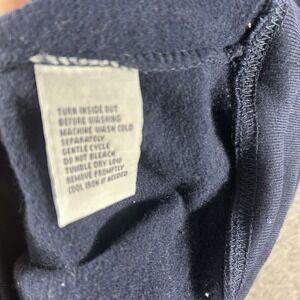 TURN INSIDE OUT
BEFORE WASHING
MACHINE WASH COLD
SEPARATELY
GENTLE CYCLE
DO NOT BLEACH
TUMBLE DRY LOW
REMOVE PROMPTLY
COOL IRON IF NEEDED